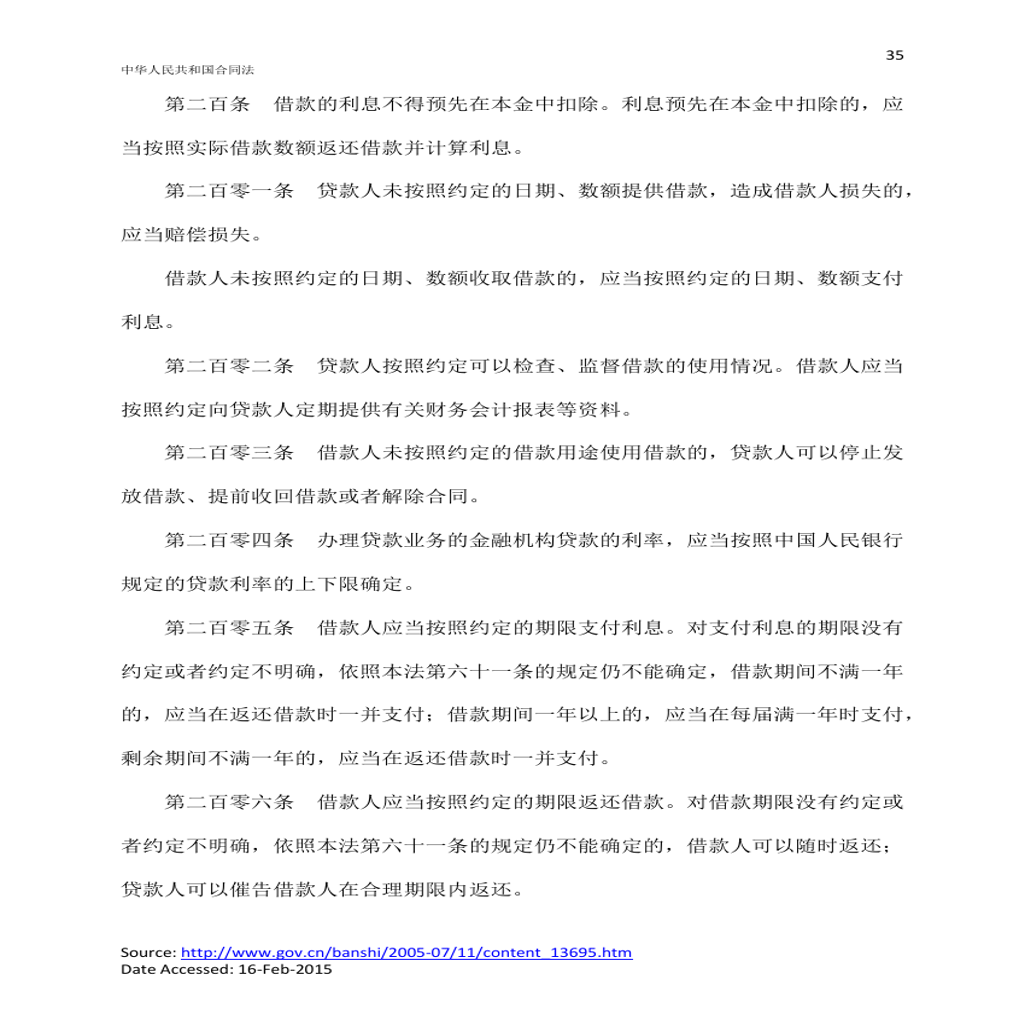 35
中华人民共和国合同法
第二百条　借款的利息不得预先在本金中扣除。利息预先在本金中扣除的，应
当按照实际借款数额返还借款并计算利息。
第二百零一条　贷款人未按照约定的日期、数额提供借款，造成借款人损失的，
应当赔偿损失。
借款人未按照约定的日期、数额收取借款的，应当按照约定的日期、数额支付
利息。
第二百零二条　贷款人按照约定可以检查、监督借款的使用情况。借款人应当
按照约定向贷款人定期提供有关财务会计报表等资料。
第二百零三条　借款人未按照约定的借款用途使用借款的，贷款人可以停止发
放借款、提前收回借款或者解除合同。
第二百零四条　办理贷款业务的金融机构贷款的利率，应当按照中国人民银行
规定的贷款利率的上下限确定。
第二百零五条　借款人应当按照约定的期限支付利息。对支付利息的期限没有
约定或者约定不明确，依照本法第六十一条的规定仍不能确定，借款期间不满一年
的，应当在返还借款时一并支付；借款期间一年以上的，应当在每届满一年时支付，
剩余期间不满一年的，应当在返还借款时一并支付。
第二百零六条　借款人应当按照约定的期限返还借款。对借款期限没有约定或
者约定不明确，依照本法第六十一条的规定仍不能确定的，借款人可以随时返还；
贷款人可以催告借款人在合理期限内返还。
Source: http://www.gov.cn/banshi/2005-07/11/content_13695.htm
Date Accessed: 16-Feb-2015